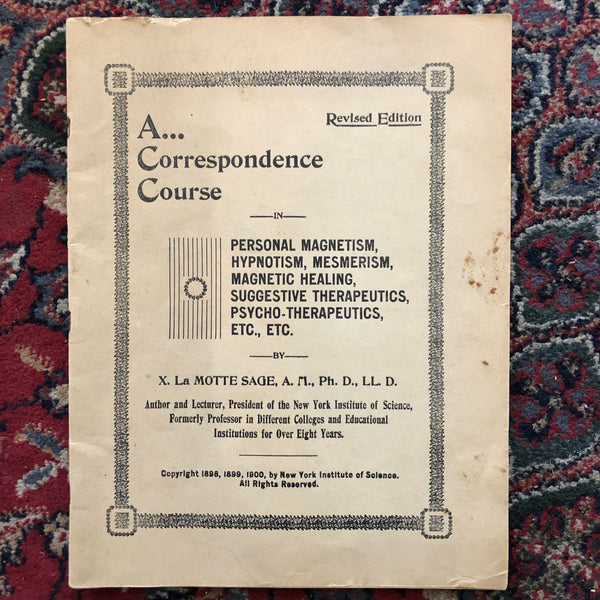 Revised Edition
A...
Correspondence
Course
IN
PERSONAL MAGNETISM,
HYPNOTISM, MESMERISM,
MAGNETIC HEALING,
SUGGESTIVE THERAPEUTICS,
PSYCHO-THERAPEUTICS,
ETC., ETC.
BY
X. La MOTTE SAGE, A. M., Ph. D., LL. D.
Author and Lecturer, President of the New York Institute of Science,
Formerly Professor in Different Colleges and Educational
Institutions for Over Eight Years.
Copyright 1898, 1899, 1900, by New York Institute of Science.
All Rights Reserved.